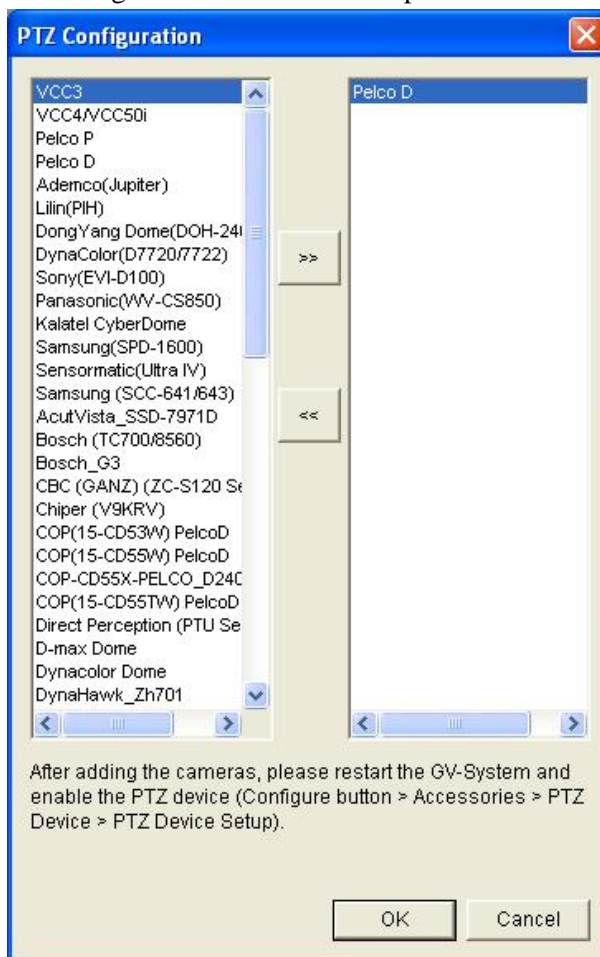 PTZ Configuration
VCC3
VCC4/VCC50i
Pelco P
Pelco D
Ademco(Jupiter)
Lilin(PIH)
DongYang Dome(DOH-240
DynaColor(D7720/7722)
Sony(EVI-D100)
Panasonic(WV-CS850)
Kalatel CyberDome
Samsung(SPD-1600)
Sensormatic(Ultra IV)
Samsung (SCC-641/643)
AcutVista_SSD-7971D
Bosch (TC700/8560)
Bosch_G3
CBC (GANZ) (ZC-S120 Se
Chiper (V9KRV)
COP(15-CD53W) PelcoD
COP(15-CD55W) PelcoD
COP-CD55X-PELCO_D240
COP(15-CD55TW) PelcoD
Direct Perception (PTU Se
D-max Dome
Dynacolor Dome
DynaHawk_Zh701
>>
<<
Pelco D
After adding the cameras, please restart the GV-System and
enable the PTZ device (Configure button > Accessories > PTZ
Device > PTZ Device Setup).
OK
Cancel